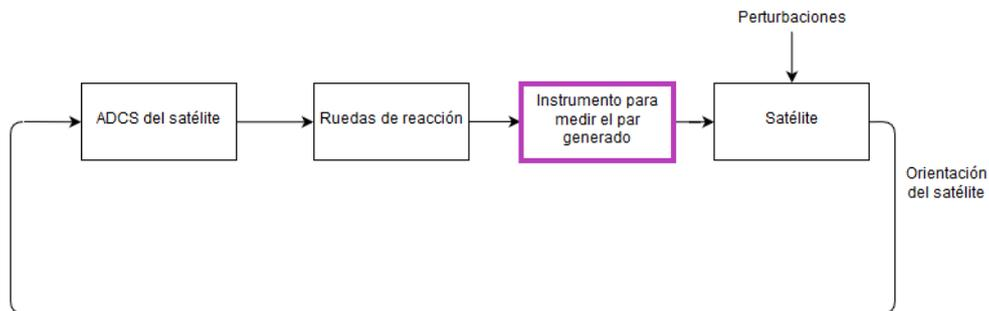 Perturbaciones
ADCS del satélite
Ruedas de reacción
Instrumento para
medir el par
generado
Satélite
Orientación
del satélite